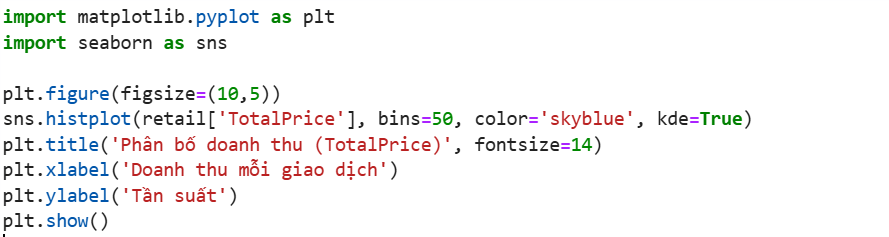 import matplotlib.pyplot as plt
import seaborn as sns
plt.figure(figsize=(10,5))
sns.histplot(retail['TotalPrice'], bins=50, color='skyblue', kde=True)
plt.title('Phân bố doanh thu (TotalPrice)', fontsize=14)
plt.xlabel('Doanh thu mỗi giao dịch')
plt.ylabel('Tần suất')
plt.show()